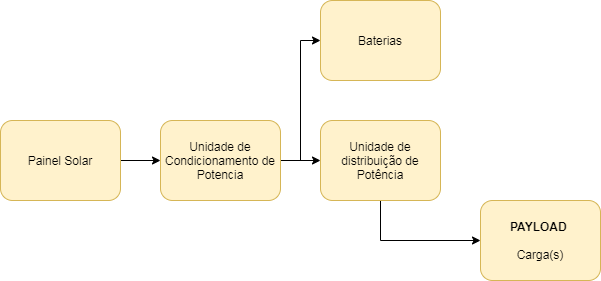 Baterias
Painel Solar
Unidade de
Condicionamento de
Potencia
Unidade de
distribuição de
Potência
PAYLOAD
Carga(s)